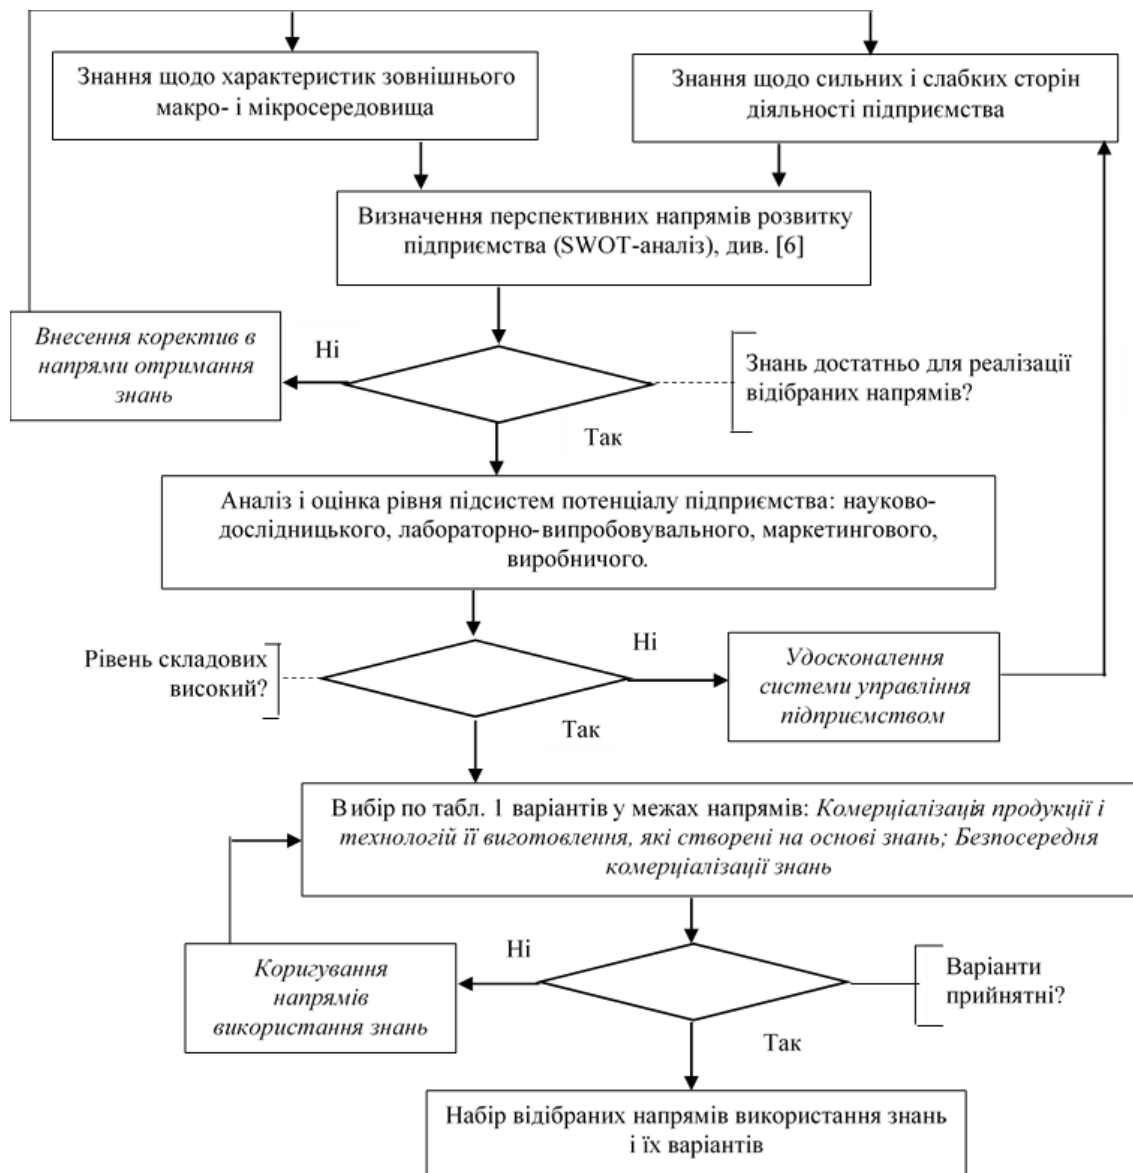 Знання щодо характеристик зовнішнього
макро- і мікросередовища
Знання щодо сильних і слабких сторін
діяльності підприємства
Визначення перспективних напрямів розвитку
підприємства (SWOT-аналіз), див. [6]
Внесення коректив в
напрями отримання
знань
Ні
Знань достатньо для реалізації
відібраних напрямів?
Так
Аналіз і оцінка рівня підсистем потенціалу підприємства: науково-
дослідницького, лабораторно-випробовувального, маркетингового,
виробничого.
Рівень складових
високий?
Ні
Удосконалення
системи управління
підприємством
Так
Вибір по табл. 1 варіантів у межах напрямів: Комерціалізація продукції і
технологій її виготовлення, які створені на основі знань; Безпосередня
комерціалізації знань
Коригування
напрямів
використання знань
Ні
Варіанти
прийнятні?
Так
Набір відібраних напрямів використання знань
і їх варіантів